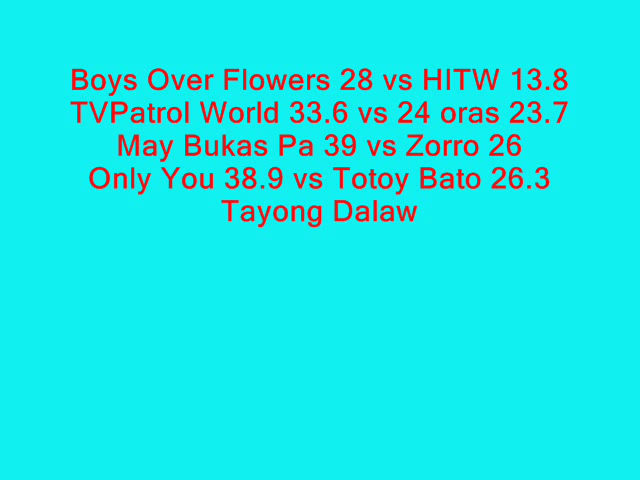 Boys Over Flowers 28 vs HITW 13.8
TVPatrol World 33.6 vs 24 oras 23.7
May Bukas Pa 39 vs Zorro 26
Only You 38.9 vs Totoy Bato 26.3
Tayong Dalaw